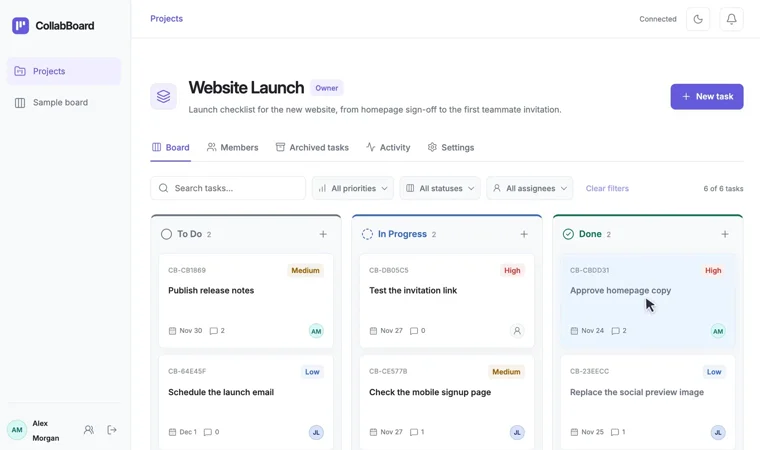 CollabBoard
Projects
Connected
Projects
Sample board
Website Launch
Owner
Launch checklist for the new website, from homepage sign-off to the first teammate invitation.
New task
Board
Members
Archived tasks
Activity
Settings
Search tasks...
All priorities
All statuses
All assignees
Clear filters
6 of 6 tasks
To Do 2
CB-CB1869
Medium
Publish release notes
Nov 30
2
AM
CB-64E45F
Low
Schedule the launch email
Dec 1
0
JL
In Progress 2
CB-DB05C5
High
Test the invitation link
Nov 27
0
CB-CE577B
Medium
Check the mobile signup page
Nov 27
1
JL
Done 2
CB-CBDD31
High
Approve homepage copy
Nov 24
2
AM
CB-23EECC
Low
Replace the social preview image
Nov 25
1
JL
AM
Alex
Morgan